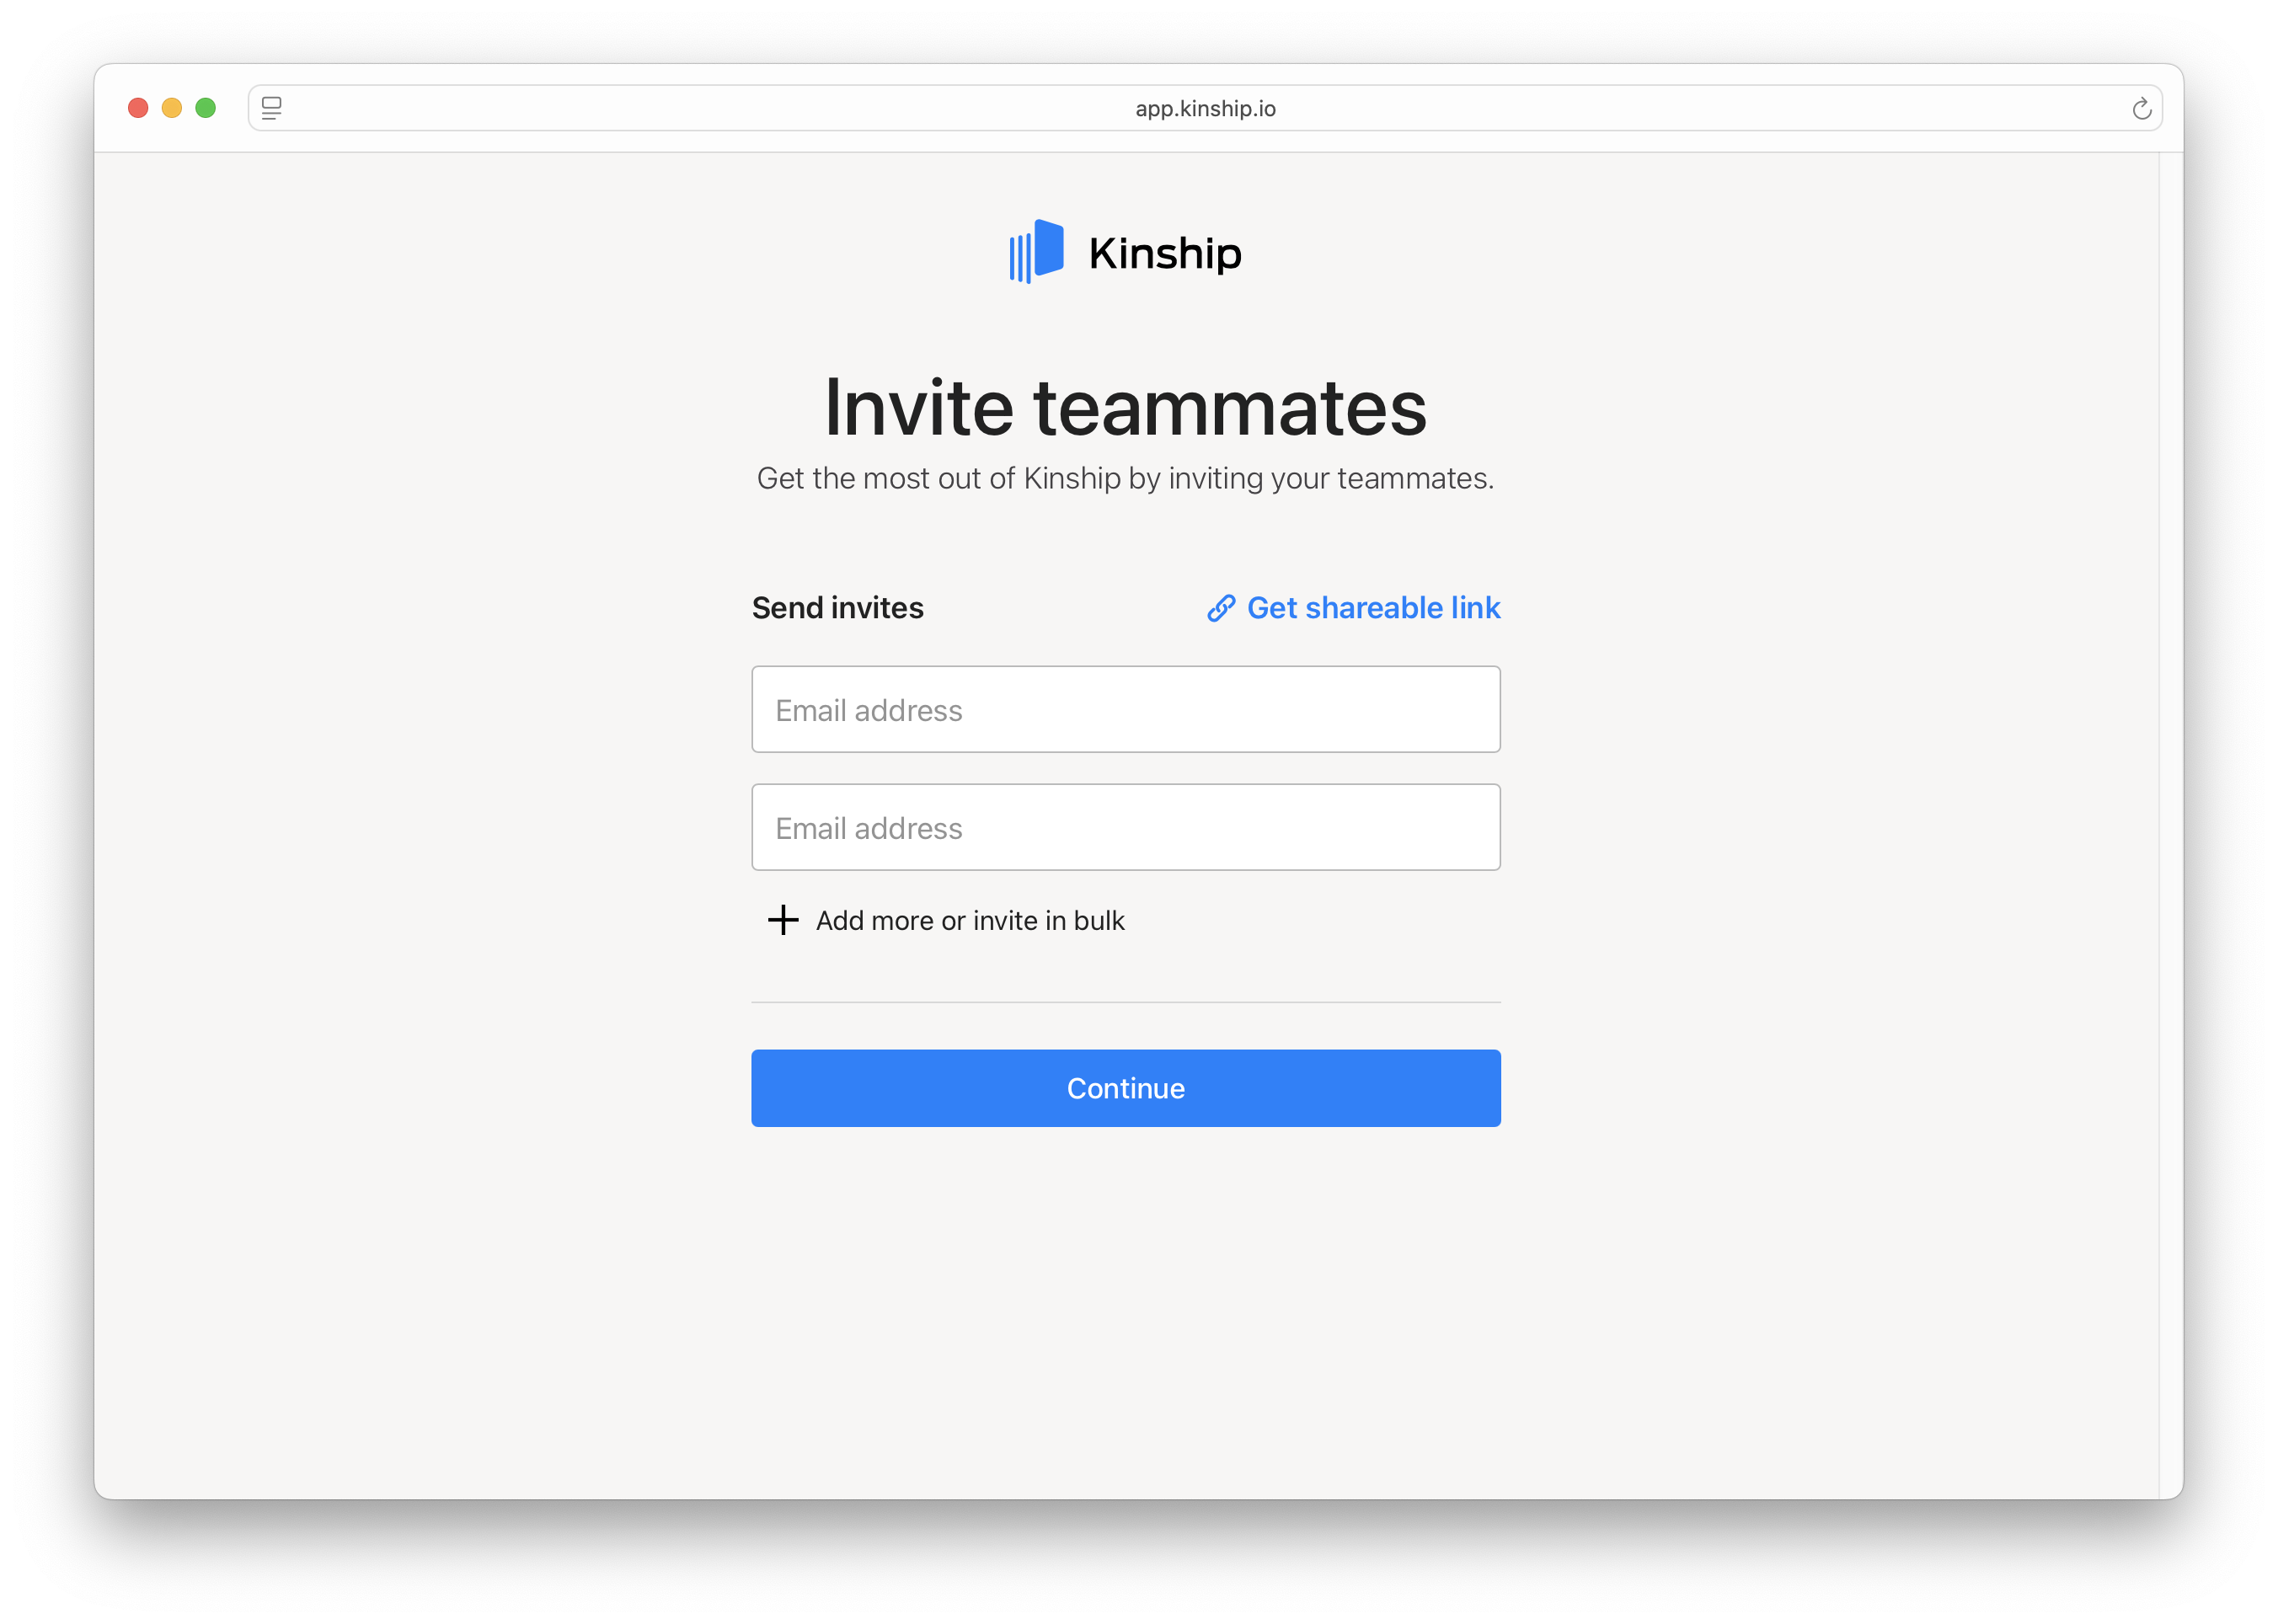 app.kinship.io
Kinship
Invite teammates
Get the most out of Kinship by inviting your teammates.
Send invites
Get shareable link
Email address
Email address
Add more or invite in bulk
Continue